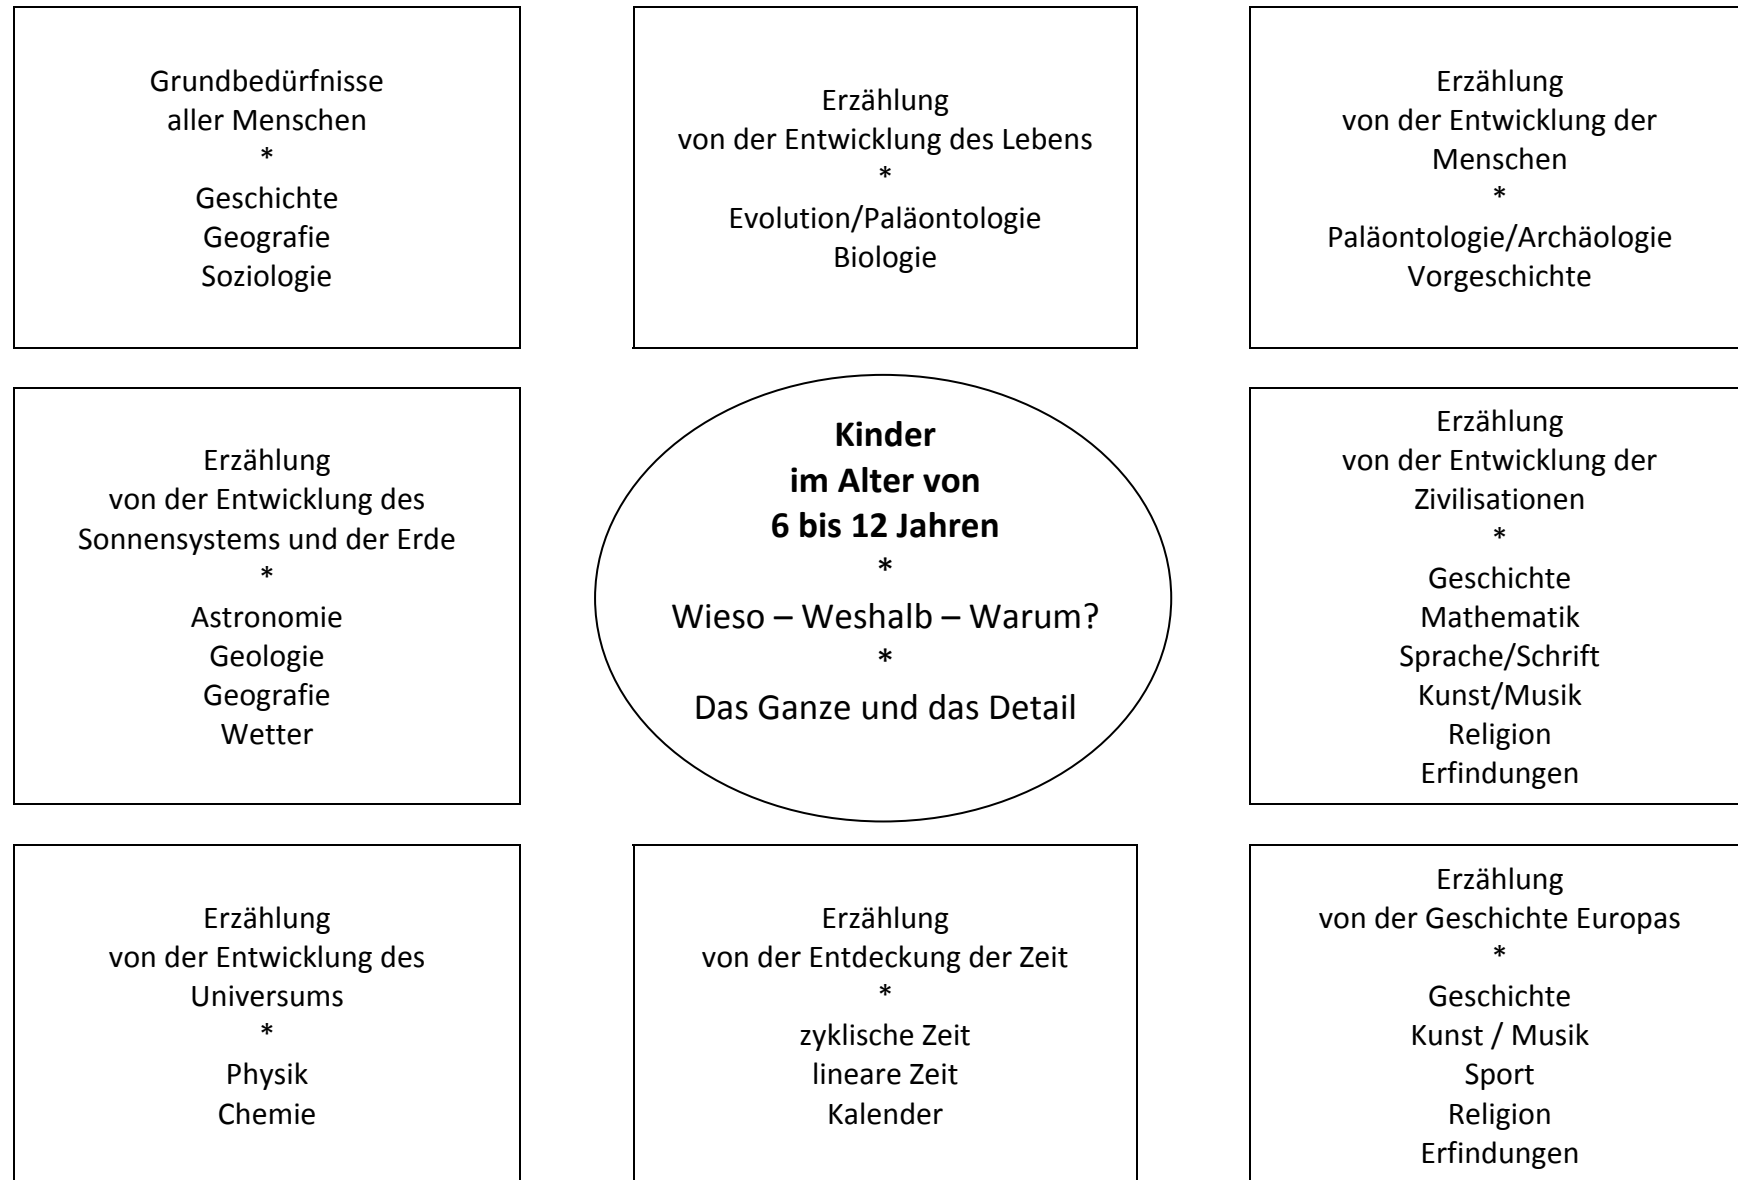 Grundbedürfnisse
aller Menschen
*
Geschichte
Geografie
Soziologie
Erzählung
von der Entwicklung des Lebens
*
Evolution/Paläontologie
Biologie
Erzählung
von der Entwicklung der
Menschen
*
Paläontologie/Archäologie
Vorgeschichte
Erzählung
von der Entwicklung des
Sonnensystems und der Erde
*
Astronomie
Geologie
Geografie
Wetter
Kinder
im Alter von
6 bis 12 Jahren
*
Wieso – Weshalb – Warum?
*
Das Ganze und das Detail
Erzählung
von der Entwicklung der
Zivilisationen
*
Geschichte
Mathematik
Sprache/Schrift
Kunst/Musik
Religion
Erfindungen
Erzählung
von der Entwicklung des
Universums
*
Physik
Chemie
Erzählung
von der Entdeckung der Zeit
*
zyklische Zeit
lineare Zeit
Kalender
Erzählung
von der Geschichte Europas
*
Geschichte
Kunst / Musik
Sport
Religion
Erfindungen